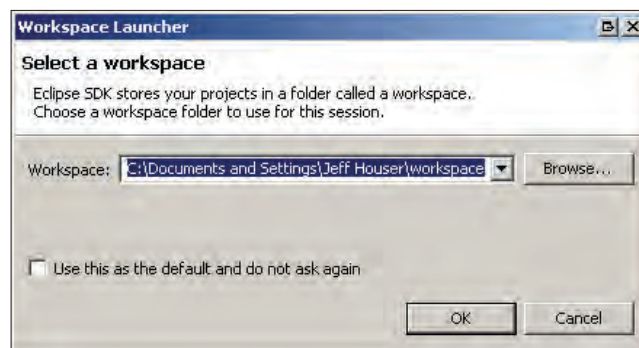 Workspace Launcher
Select a workspace
Eclipse SDK stores your projects in a folder called a workspace.
Choose a workspace folder to use for this session.
Workspace: C:\Documents and Settings\Jeff Houser\workspace Browse...
Use this as the default and do not ask again
OK Cancel